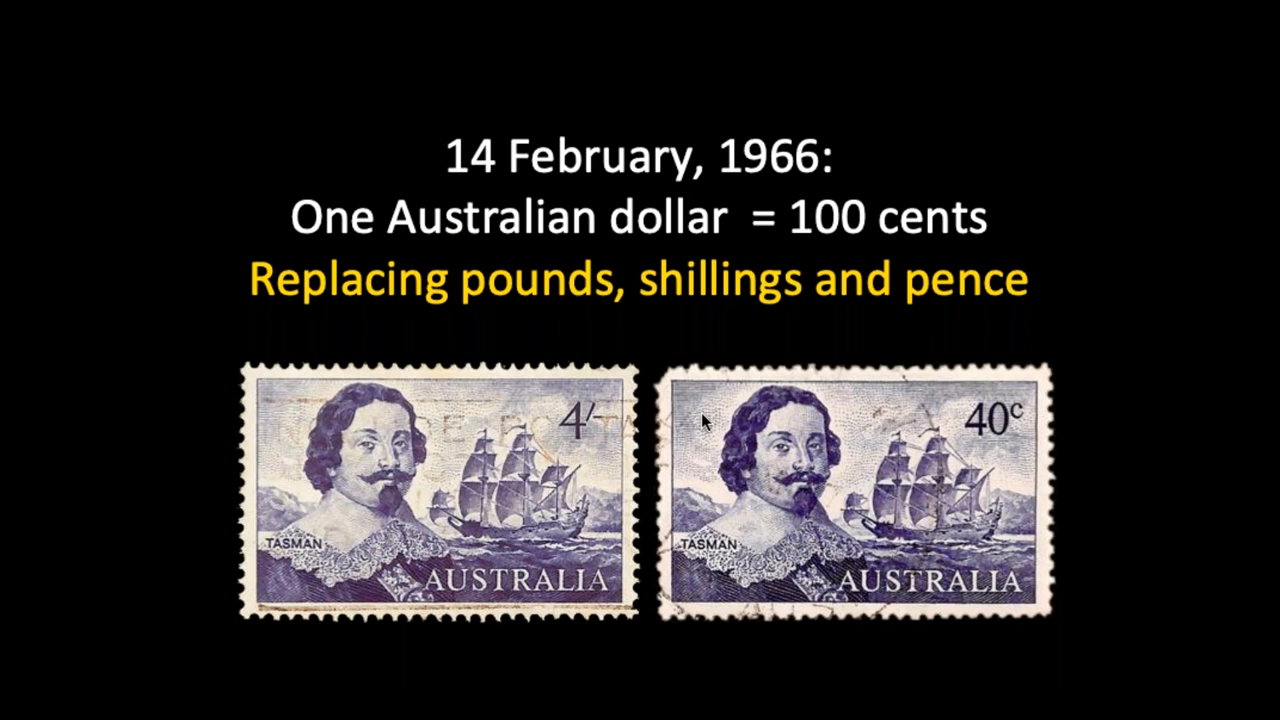 14 February, 1966:
One Australian dollar = 100 cents
Replacing pounds, shillings and pence
4/-
TASMAN
AUSTRALIA
40c
TASMAN
AUSTRALIA